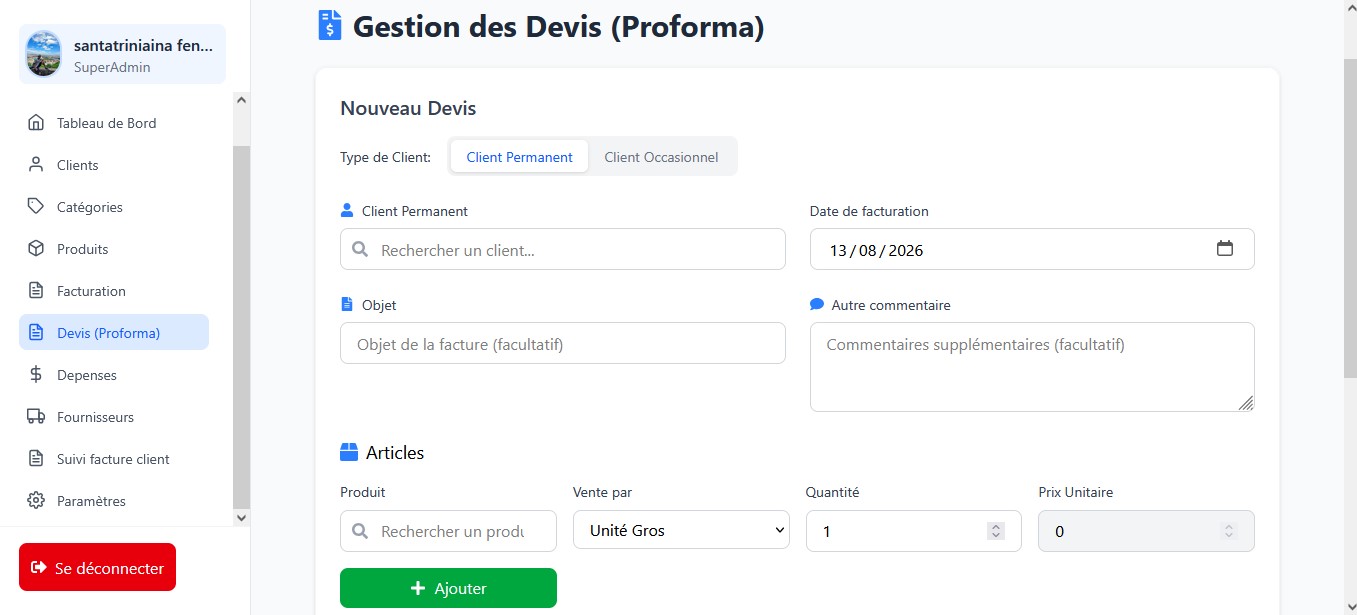 santatriniaina fen...
SuperAdmin
Tableau de Bord
Clients
Catégories
Produits
Facturation
Devis (Proforma)
Depenses
Fournisseurs
Suivi facture client
Paramètres
Se déconnecter
Gestion des Devis (Proforma)
Nouveau Devis
Type de Client: Client Permanent Client Occasionnel
Client Permanent
Rechercher un client...
Date de facturation
13/08/2026
Objet
Objet de la facture (facultatif)
Autre commentaire
Commentaires supplémentaires (facultatif)
Articles
Produit Vente par Quantité Prix Unitaire
Rechercher un produ Unité Gros 1 0
Ajouter